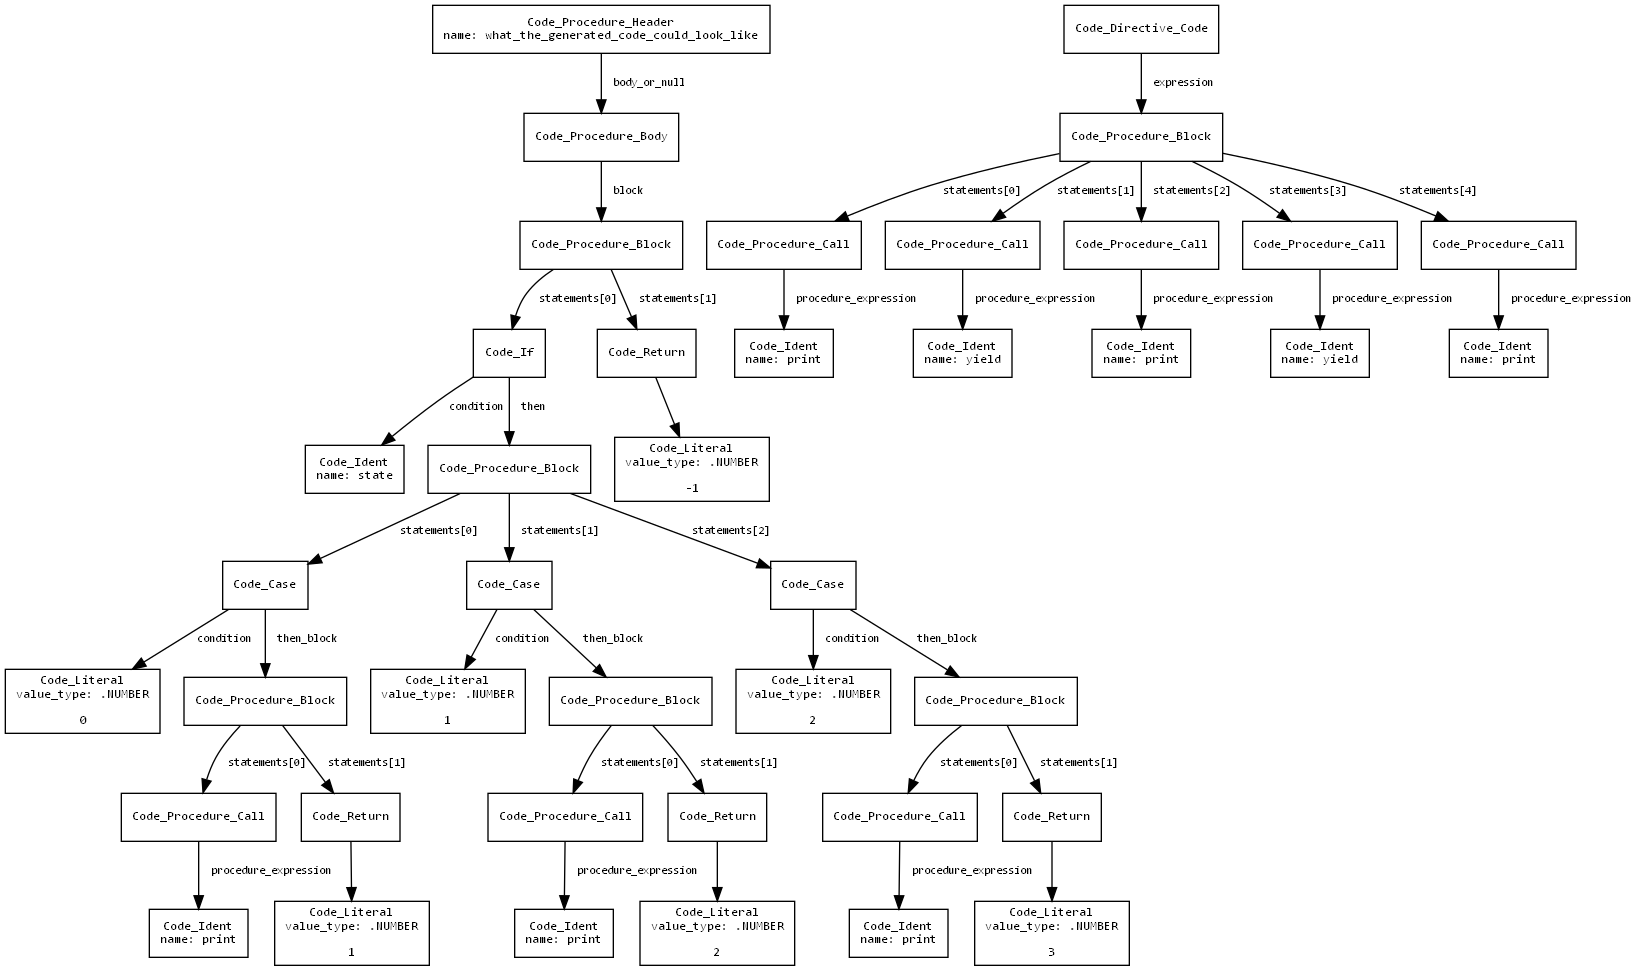 Code_Procedure_Header
name: what_the_generated_code_could_look_like
Code_Directive_Code
body_or_null
expression
Code_Procedure_Body
Code_Procedure_Block
block
statements[0]
statements[1]
statements[2]
statements[3]
statements[4]
Code_Procedure_Block
Code_Procedure_Call
Code_Procedure_Call
Code_Procedure_Call
Code_Procedure_Call
Code_Procedure_Call
statements[0]
statements[1]
procedure_expression
procedure_expression
procedure_expression
procedure_expression
procedure_expression
Code_If
Code_Return
Code_Ident
name: print
Code_Ident
name: yield
Code_Ident
name: print
Code_Ident
name: yield
Code_Ident
name: print
condition
then
Code_Ident
name: state
Code_Procedure_Block
Code_Literal
value_type: .NUMBER
-1
statements[0]
statements[1]
statements[2]
Code_Case
Code_Case
Code_Case
condition
then_block
condition
then_block
condition
then_block
Code_Literal
value_type: .NUMBER
0
Code_Procedure_Block
Code_Literal
value_type: .NUMBER
1
Code_Procedure_Block
Code_Literal
value_type: .NUMBER
2
Code_Procedure_Block
statements[0]
statements[1]
statements[0]
statements[1]
statements[0]
statements[1]
Code_Procedure_Call
Code_Return
Code_Procedure_Call
Code_Return
Code_Procedure_Call
Code_Return
procedure_expression
procedure_expression
procedure_expression
Code_Ident
name: print
Code_Literal
value_type: .NUMBER
1
Code_Ident
name: print
Code_Literal
value_type: .NUMBER
2
Code_Ident
name: print
Code_Literal
value_type: .NUMBER
3